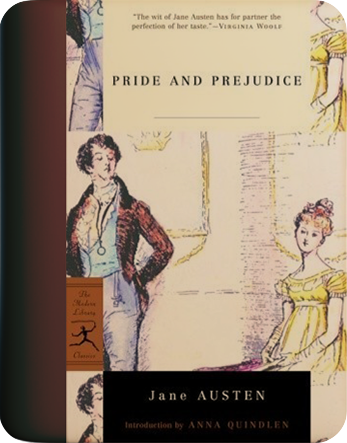 "The wit of Jane Austen has for partner the
perfection of her taste."—VIRGINIA WOOLF
PRIDE AND PREJUDICE
The
Modern
Library
Classics
Jane AUSTEN
Introduction by ANNA QUINDLEN